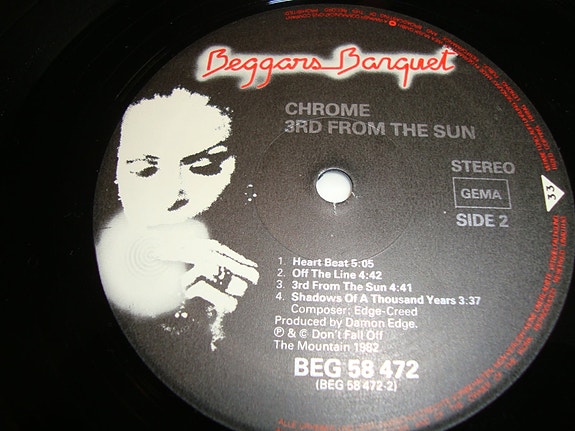 Beggars Banquet
CHROME
3RD FROM THE SUN
STEREO
GEMA
33
SIDE 2
1. Heart Beat 5:05
2. Off The Line 4:42
3. 3rd From The Sun 4:41
4. Shadows Of A Thousand Years 3:37
Composer: Edge-Creed
Produced by Damon Edge.
℗ & © Don't Fall Off
The Mountain 1982
BEG 58 472
(BEG 58 472-2)